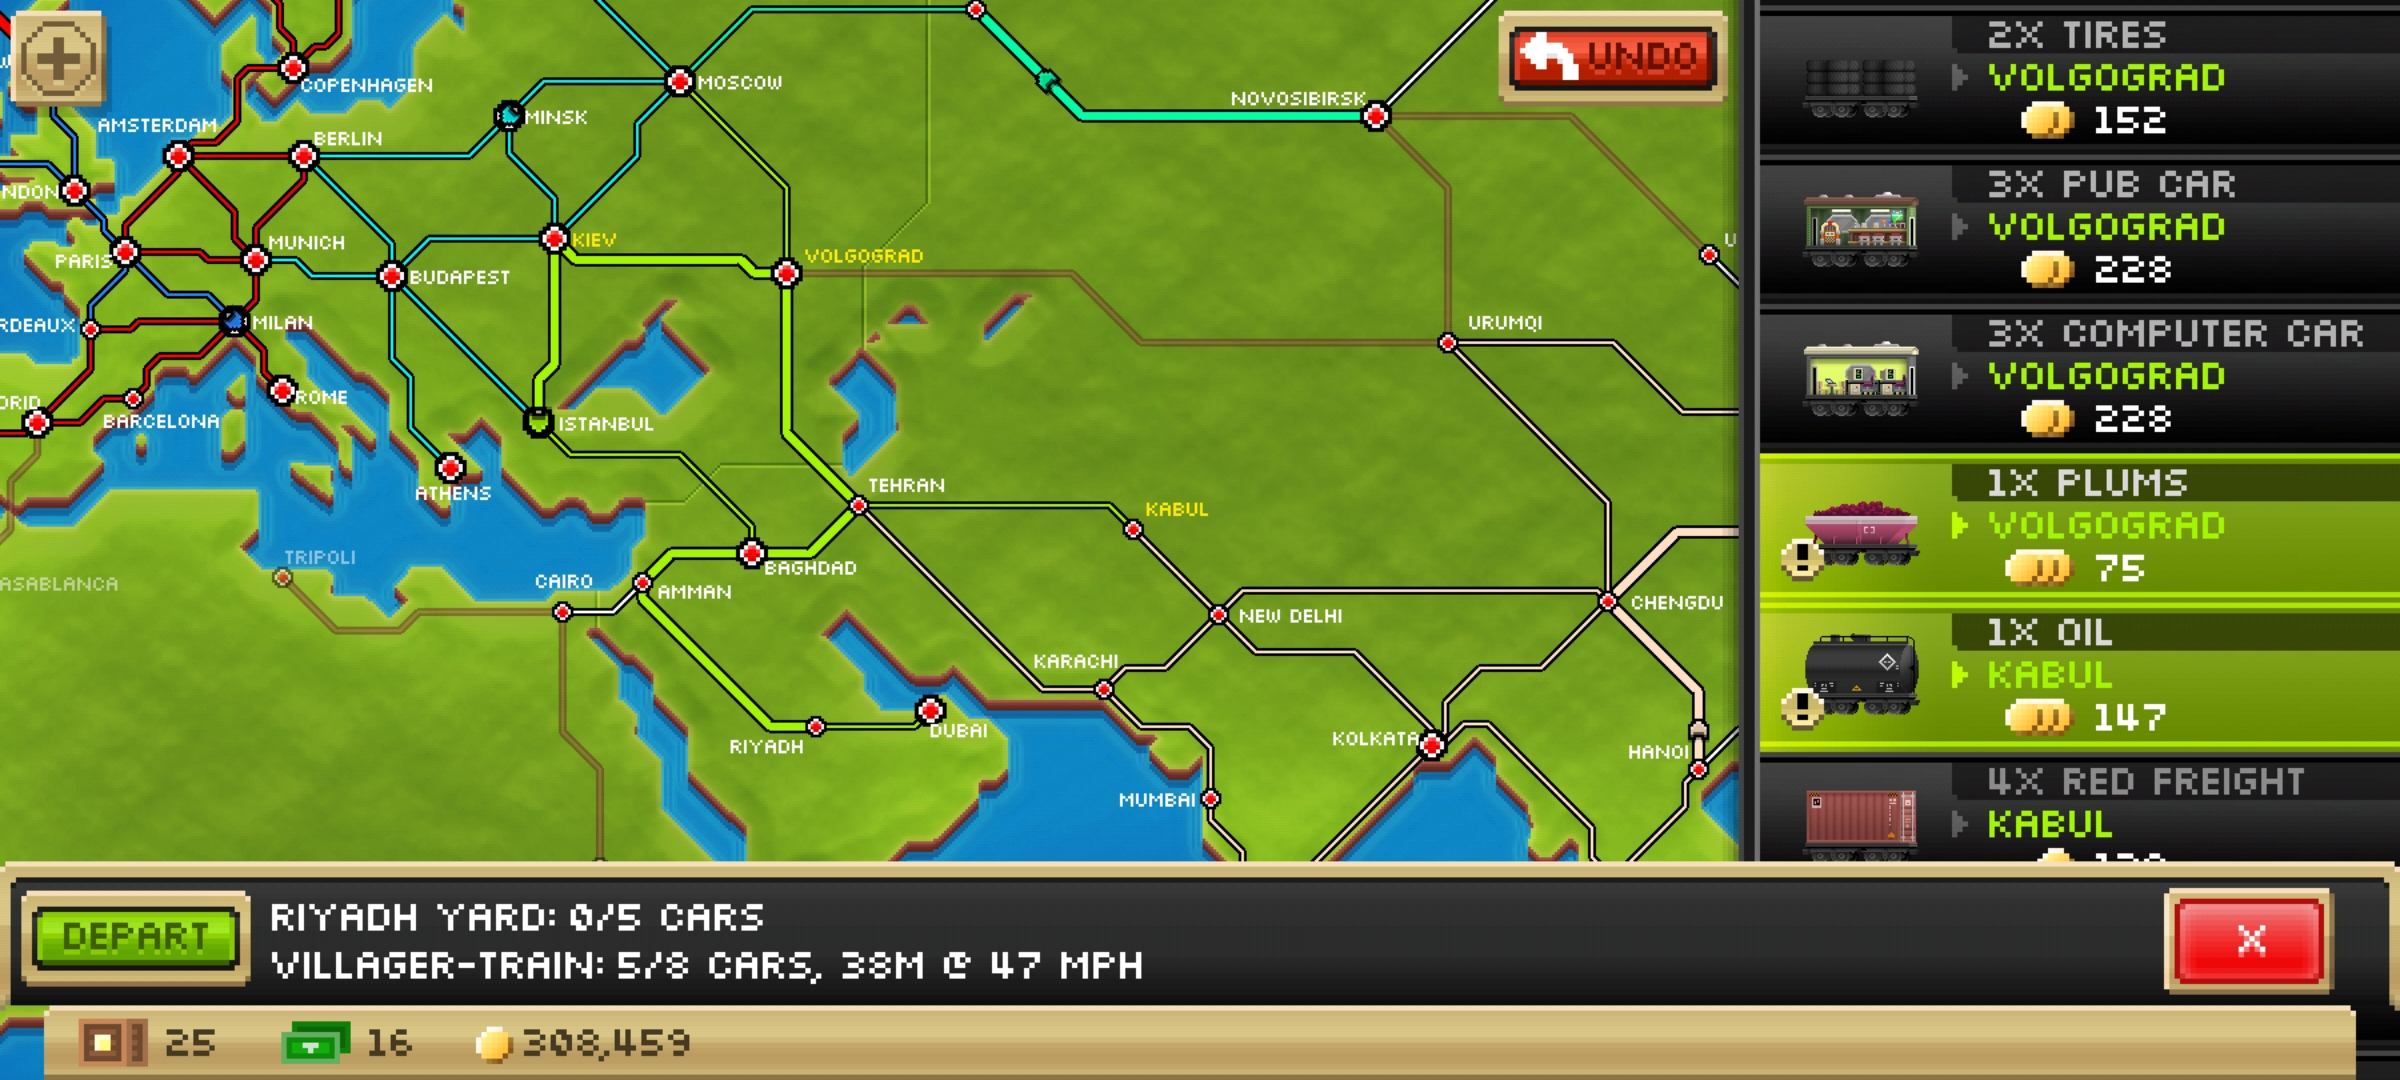 COPENHAGEN
AMSTERDAM
BERLIN
MINSK
MOSCOW
NOVOSIBIRSK
UNDO
NDON
PARIS
MUNICH
BUDAPEST
KIEV
VOLGOGRAD
U
RDEAUX
MILAN
URUMQI
ROME
ORID
BARCELONA
ISTANBUL
ATHENS
TEHRAN
KABUL
TRIPOLI
ASABLANCA
CAIRO
AMMAN
BAGHDAD
NEW DELHI
CHENGDU
KARACHI
RIYADH
DUBAI
KOLKATA
HANOI
MUMBAI
2X TIRES
VOLGOGRAD
152
3X PUB CAR
VOLGOGRAD
228
3X COMPUTER CAR
VOLGOGRAD
228
1X PLUMS
VOLGOGRAD
75
1X OIL
KABUL
147
4X RED FREIGHT
KABUL
DEPART
RIYADH YARD: 0/5 CARS
VILLAGER-TRAIN: 5/8 CARS, 38M @ 47 MPH
X
25
16
308,459